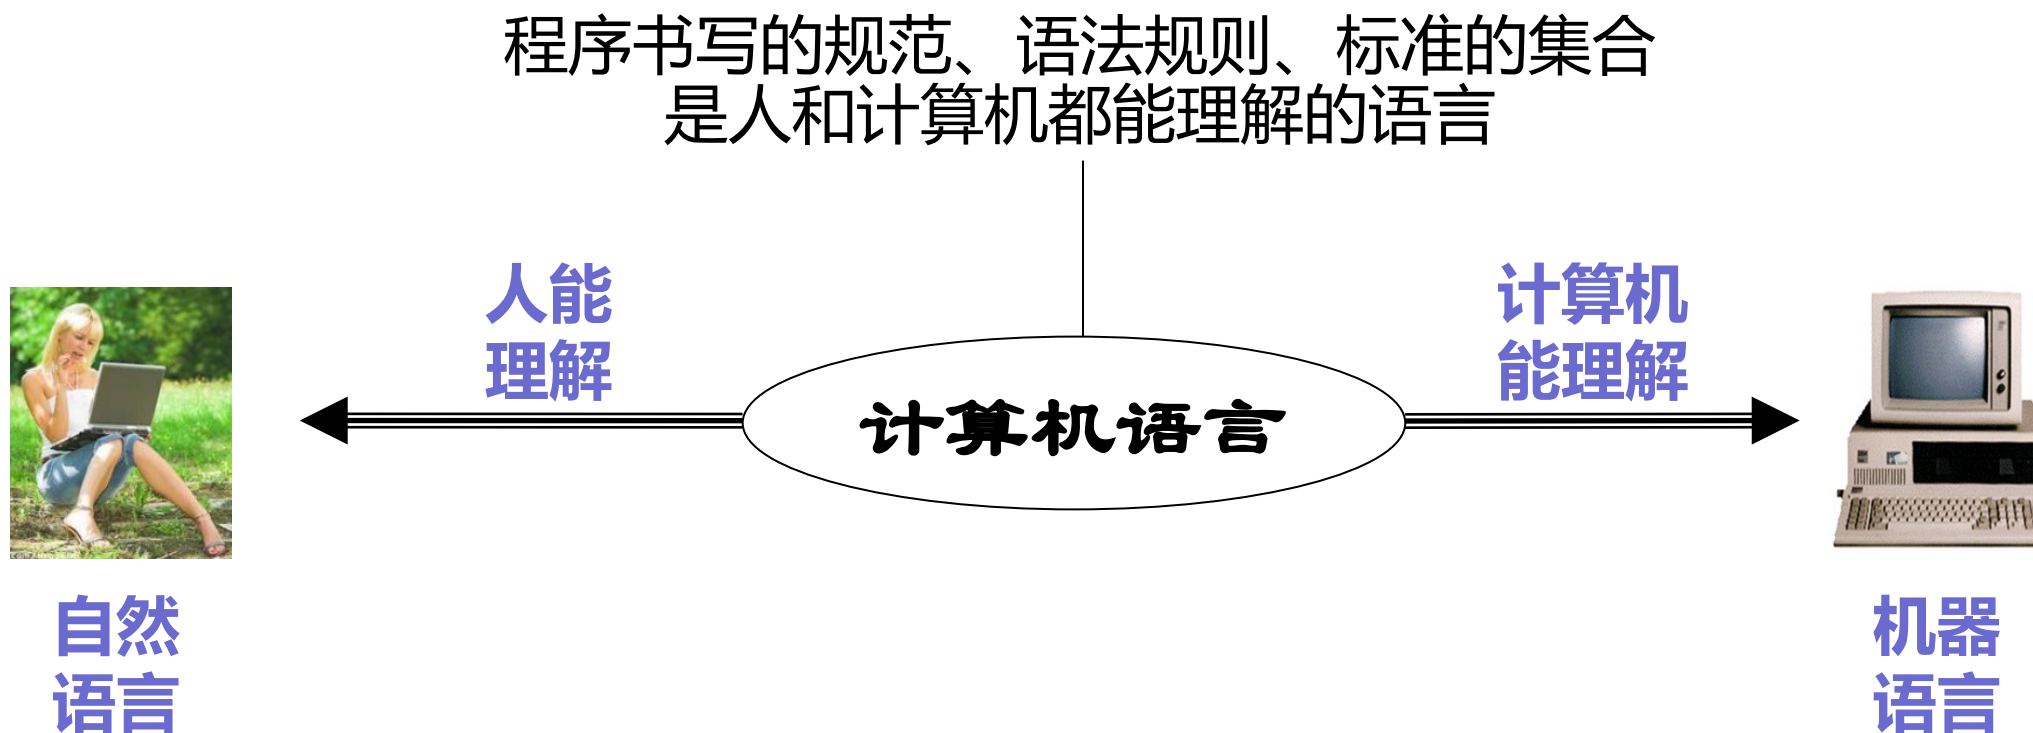 程序书写的规范、语法规则、标准的集合
是人和计算机都能理解的语言
人能
理解
计算机
能理解
计算机语言
自然
语言
机器
语言